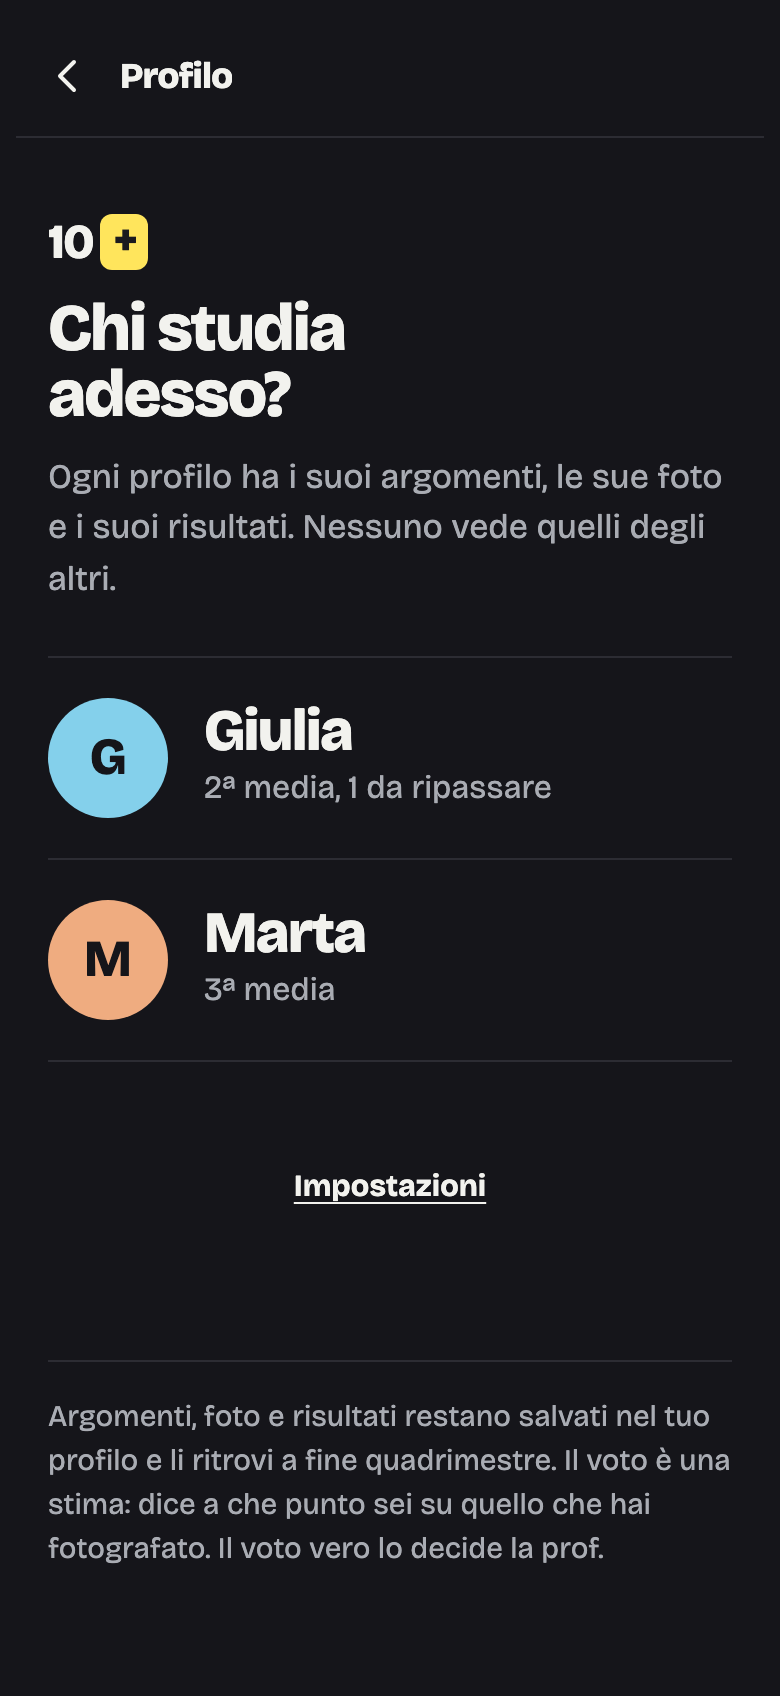 Profilo
10 +
Chi studia
adesso?
Ogni profilo ha i suoi argomenti, le sue foto
e i suoi risultati. Nessuno vede quelli degli
altri.
G
Giulia
2ª media, 1 da ripassare
M
Marta
3ª media
Impostazioni
Argomenti, foto e risultati restano salvati nel tuo
profilo e li ritrovi a fine quadrimestre. Il voto è una
stima: dice a che punto sei su quello che hai
fotografato. Il voto vero lo decide la prof.